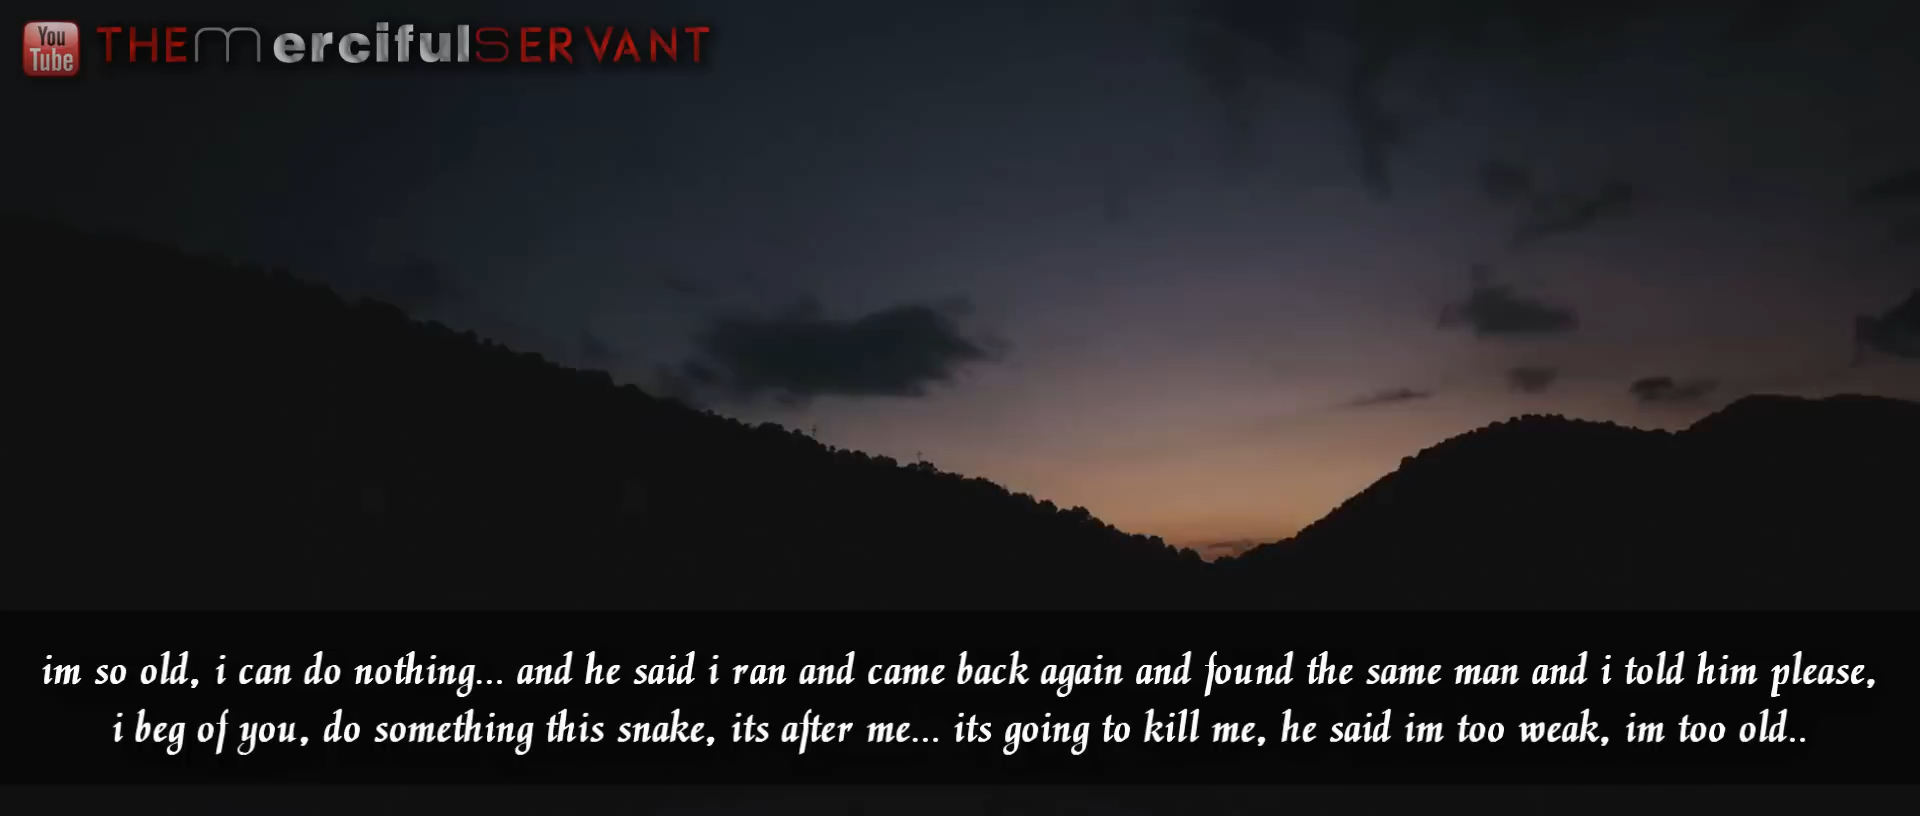 You Tube THEmercifulSERVANT
im so old, i can do nothing... and he said i ran and came back again and found the same man and i told him please,
i beg of you, do something this snake, its after me... its going to kill me, he said im too weak, im too old..